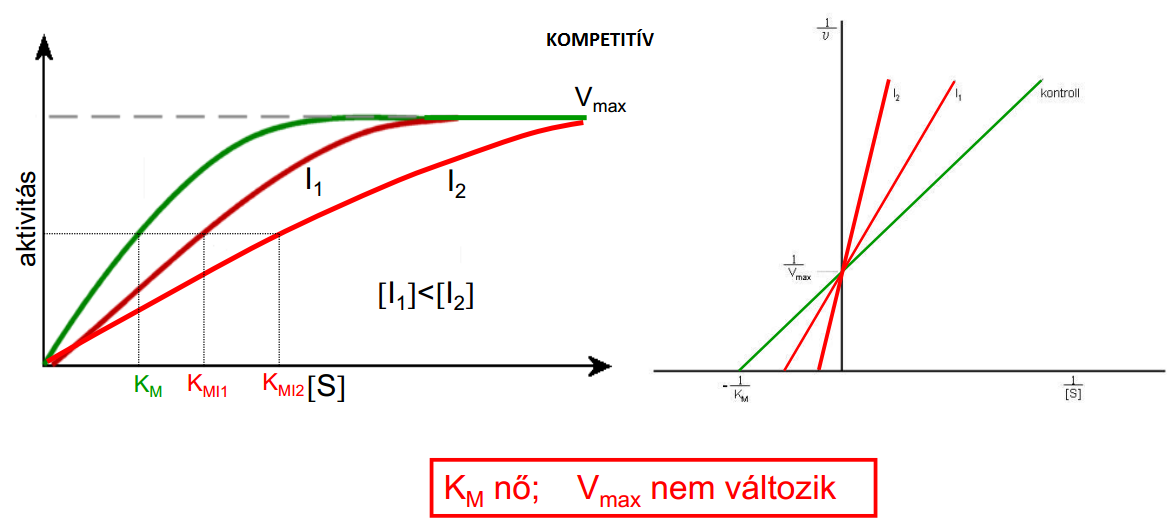 KOMPETITÍV
aktivitás
Vmax
I1
I2
[I1]<[I2]
KM
KMI1
KMI2
[S]
1/υ
I2
I1
kontroll
1/Vmax
-1/KM
1/[S]
KM nő; Vmax nem változik